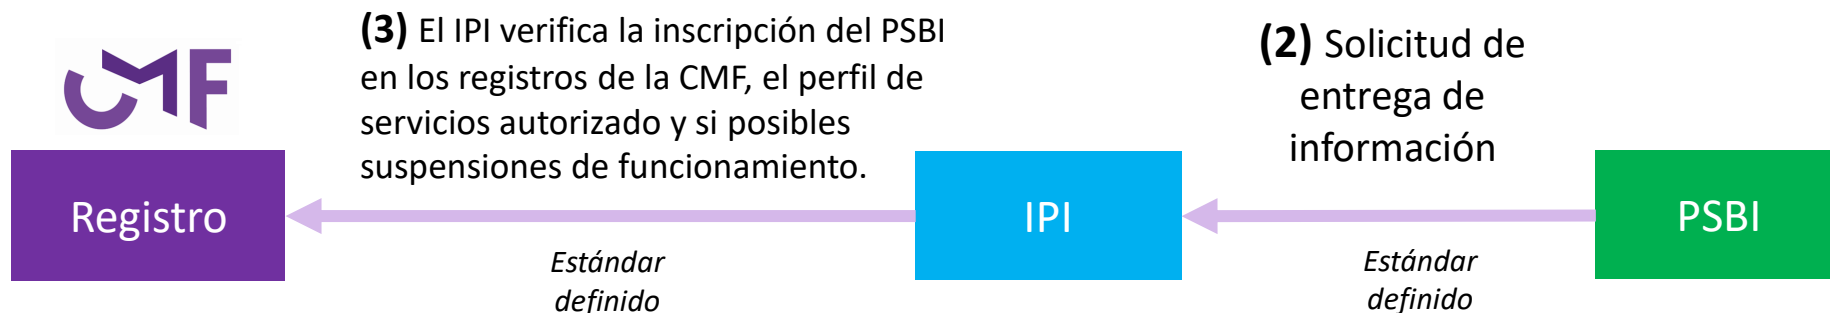 CMF
(3) El IPI verifica la inscripción del PSBI
en los registros de la CMF, el perfil de
servicios autorizado y si posibles
suspensiones de funcionamiento.
(2) Solicitud de
entrega de
información
Registro
IPI
PSBI
Estándar
definido
Estándar
definido